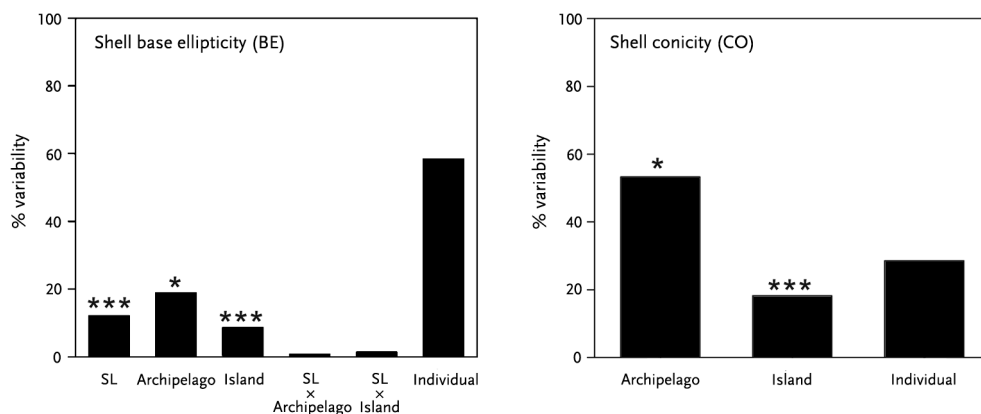 Shell base ellipticity (BE)
% variability
100
80
60
40
20
0
***
*
***
SL
Archipelago
Island
SL
×
Archipelago
SL
×
Island
Individual
Shell conicity (CO)
% variability
100
80
60
40
20
0
*
***
Archipelago
Island
Individual